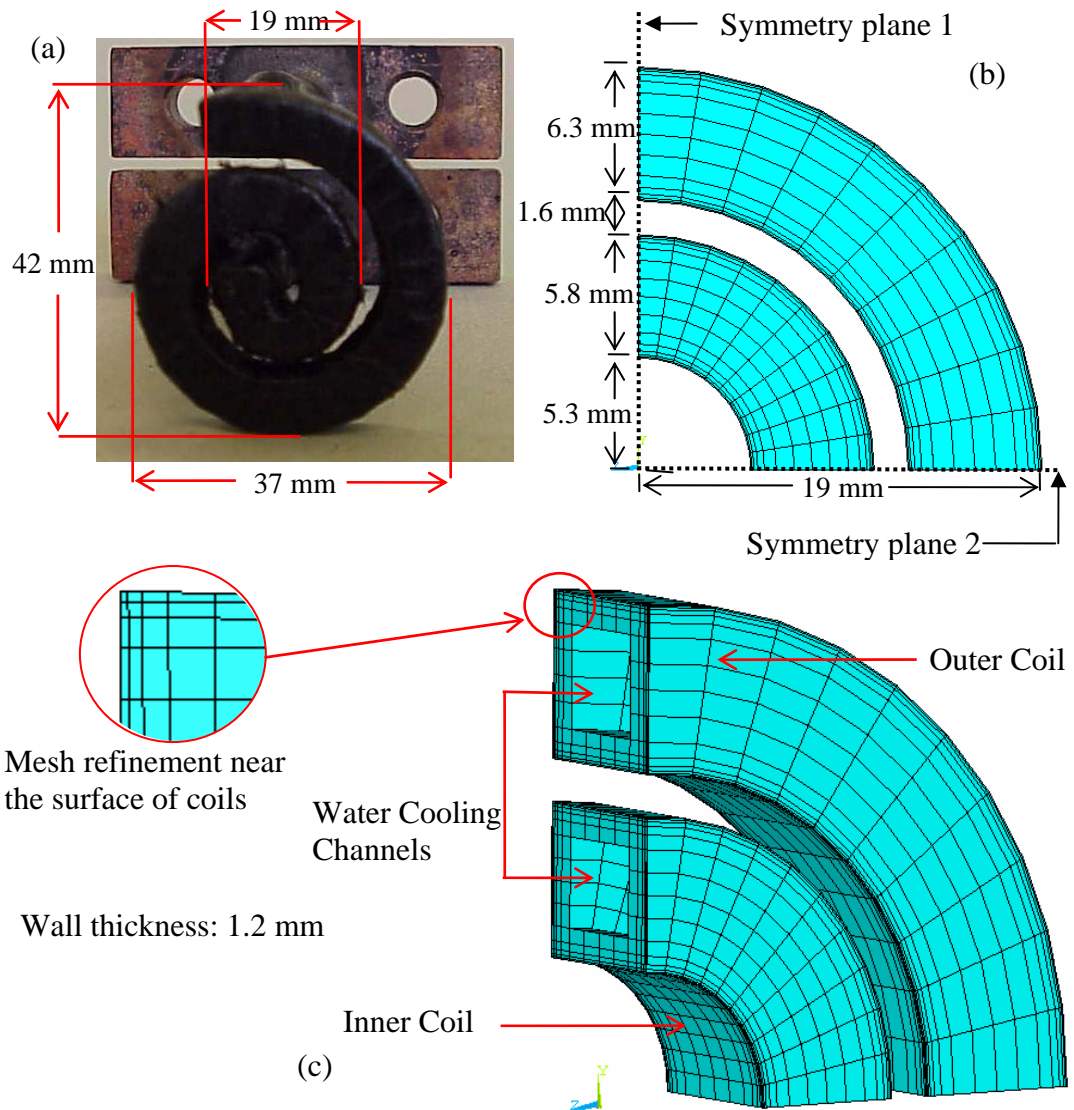 19 mm
(a)
42 mm
37 mm
Symmetry plane 1
(b)
6.3 mm
1.6 mm
5.8 mm
5.3 mm
19 mm
Symmetry plane 2
Outer Coil
Mesh refinement near
the surface of coils
Water Cooling
Channels
Wall thickness: 1.2 mm
Inner Coil
(c)
Y
Z